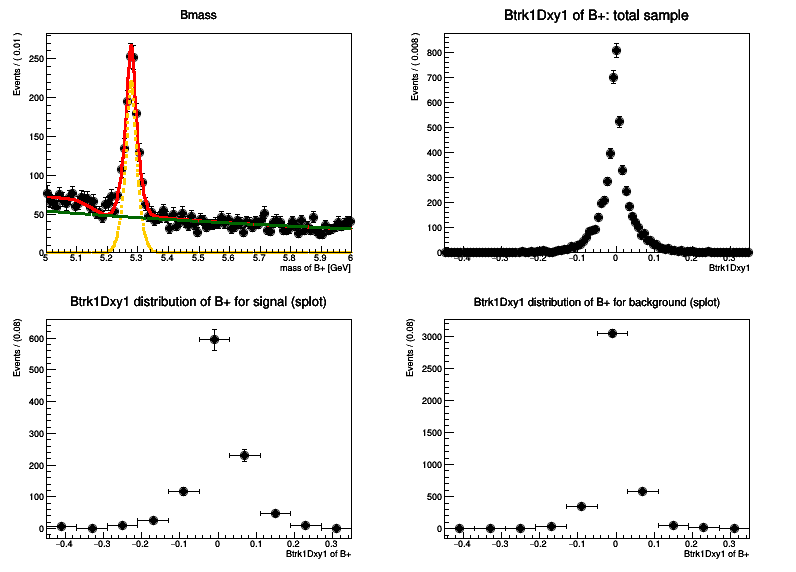 Bmass
Events / ( 0.01 )
250
200
150
100
50
0
5 5.1 5.2 5.3 5.4 5.5 5.6 5.7 5.8 5.9 6
mass of B+ [GeV]
Btrk1Dxy1 of B+: total sample
Events / ( 0.008 )
800
700
600
500
400
300
200
100
0
−0.4 −0.3 −0.2 −0.1 0 0.1 0.2 0.3
Btrk1Dxy1
Btrk1Dxy1 distribution of B+ for signal (splot)
Events / (0.08)
600
500
400
300
200
100
0
−0.4 −0.3 −0.2 −0.1 0 0.1 0.2 0.3
Btrk1Dxy1 of B+
Btrk1Dxy1 distribution of B+ for background (splot)
Events / (0.08)
3000
2500
2000
1500
1000
500
0
−0.4 −0.3 −0.2 −0.1 0 0.1 0.2 0.3
Btrk1Dxy1 of B+